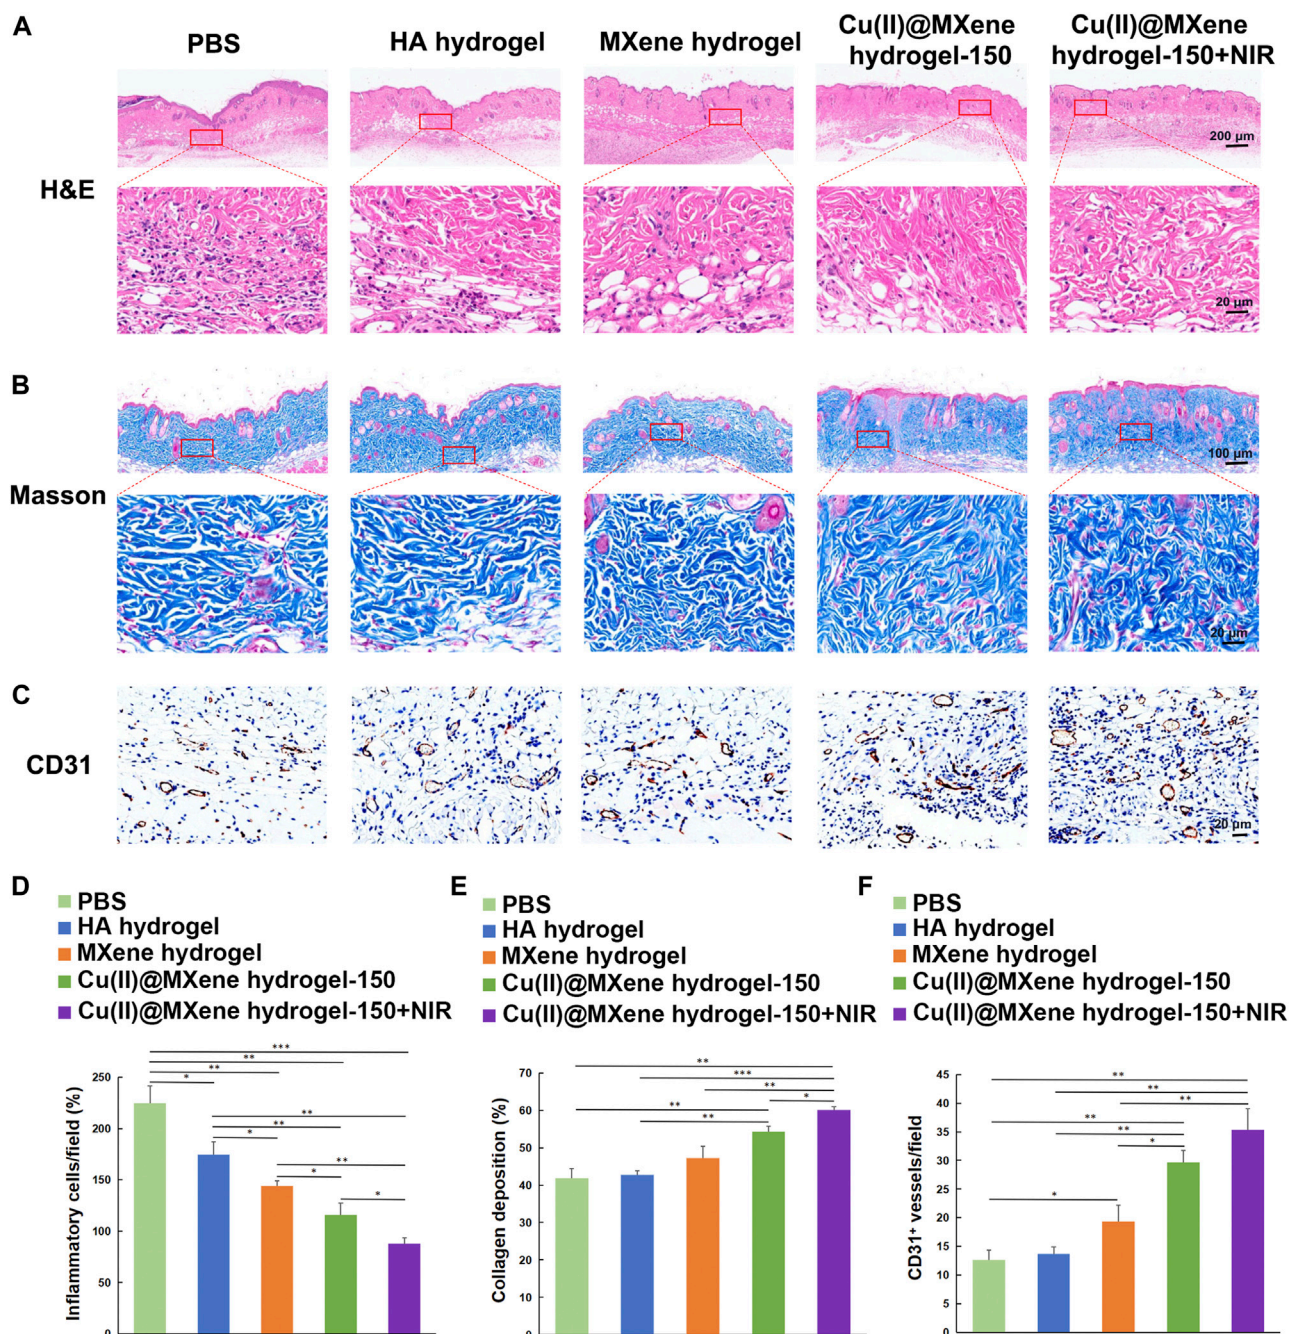 A
PBS
HA hydrogel
MXene hydrogel
Cu(II)@MXene
hydrogel-150
Cu(II)@MXene
hydrogel-150+NIR
H&E
200 µm
20 µm
B
Masson
100 µm
20 µm
C
CD31
20 µm
D
PBS
HA hydrogel
MXene hydrogel
Cu(II)@MXene hydrogel-150
Cu(II)@MXene hydrogel-150+NIR
Inflammatory cells/field (%)
250
200
150
100
50
0
***
**
**
*
**
**
*
**
*
*
E
PBS
HA hydrogel
MXene hydrogel
Cu(II)@MXene hydrogel-150
Cu(II)@MXene hydrogel-150+NIR
Collagen deposition (%)
70
60
50
40
30
20
10
0
**
***
**
*
**
**
F
PBS
HA hydrogel
MXene hydrogel
Cu(II)@MXene hydrogel-150
Cu(II)@MXene hydrogel-150+NIR
CD31⁺ vessels/field
45
40
35
30
25
20
15
10
5
0
**
**
**
**
**
*
*